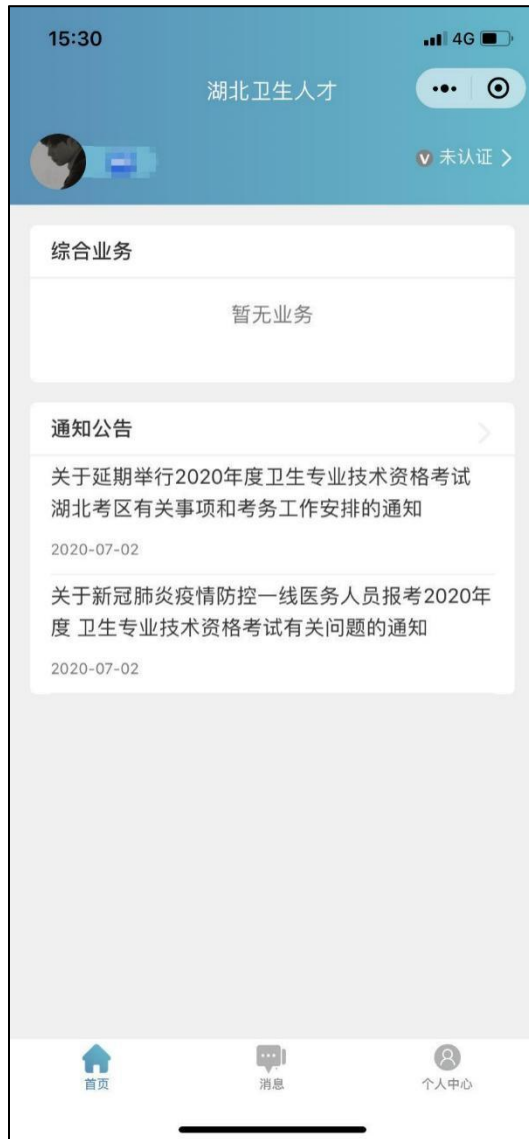 15:30
4G
湖北卫生人才
V 未认证
综合业务
暂无业务
通知公告
关于延期举行2020年度卫生专业技术资格考试
湖北考区有关事项和考务工作安排的通知
2020-07-02
关于新冠肺炎疫情防控一线医务人员报考2020年
度 卫生专业技术资格考试有关问题的通知
2020-07-02
首页
消息
个人中心